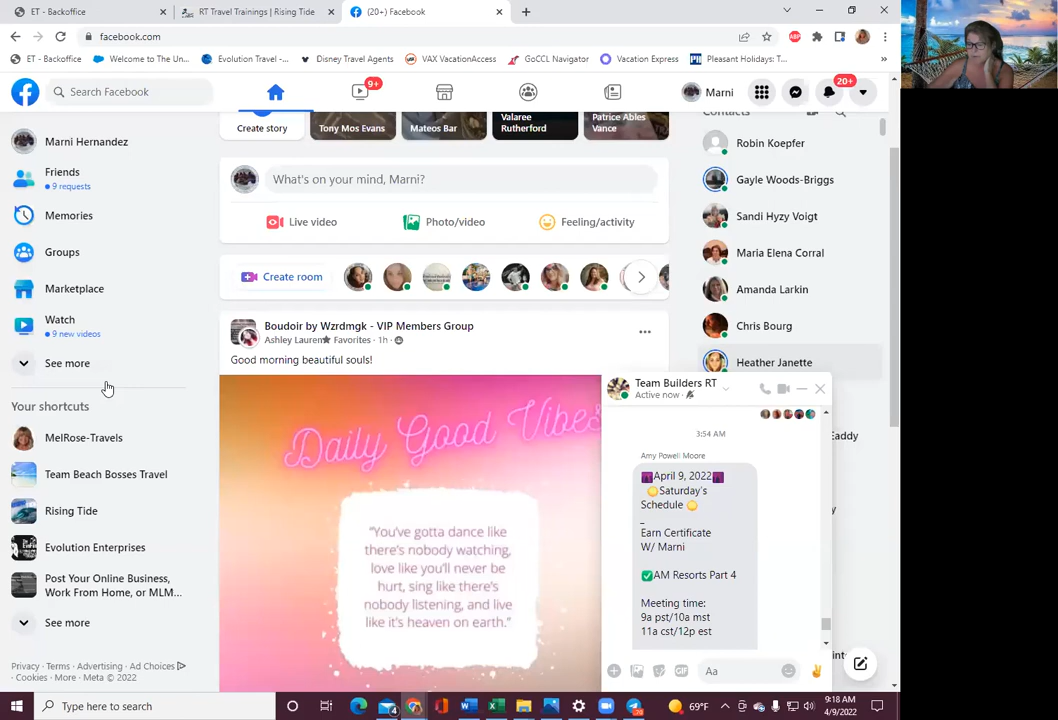 ET - Backoffice
RT Travel Trainings | Rising Tide
(20+) Facebook
facebook.com
ET - Backoffice
Welcome to The Un...
Evolution Travel -...
Disney Travel Agents
VAX VacationAccess
GoCCL Navigator
Vacation Express
Pleasant Holidays: T...
Search Facebook
9+
Marni
20+
Marni Hernandez
Friends
9 requests
Memories
Groups
Marketplace
Watch
9 new videos
See more
Your shortcuts
MelRose-Travels
Team Beach Bosses Travel
Rising Tide
Evolution Enterprises
Post Your Online Business,
Work From Home, or MLM...
See more
Privacy · Terms · Advertising · Ad Choices
· Cookies · More · Meta © 2022
Create story
Tony Mos Evans
Mateos Bar
Valaree
Rutherford
Patrice Ables
Vance
What's on your mind, Marni?
Live video
Photo/video
Feeling/activity
Create room
Boudoir by Wzrdmgk - VIP Members Group
Ashley Lauren Favorites · 1h ·
Good morning beautiful souls!
Daily Good Vibes
"You've gotta dance like
there's nobody watching,
love like you'll never be
hurt, sing like there's
nobody listening, and live
like it's heaven on earth."
Contacts
Robin Koepfer
Gayle Woods-Briggs
Sandi Hyzy Voigt
Maria Elena Corral
Amanda Larkin
Chris Bourg
Heather Janette
Team Builders RT
Active now
3:54 AM
Amy Powell Moore
April 9, 2022
Saturday's
Schedule
_
Earn Certificate
W/ Marni
AM Resorts Part 4
Meeting time:
9a pst/10a mst
11a cst/12p est
GIF
Aa
Type here to search
4
69°F
9:18 AM
4/9/2022